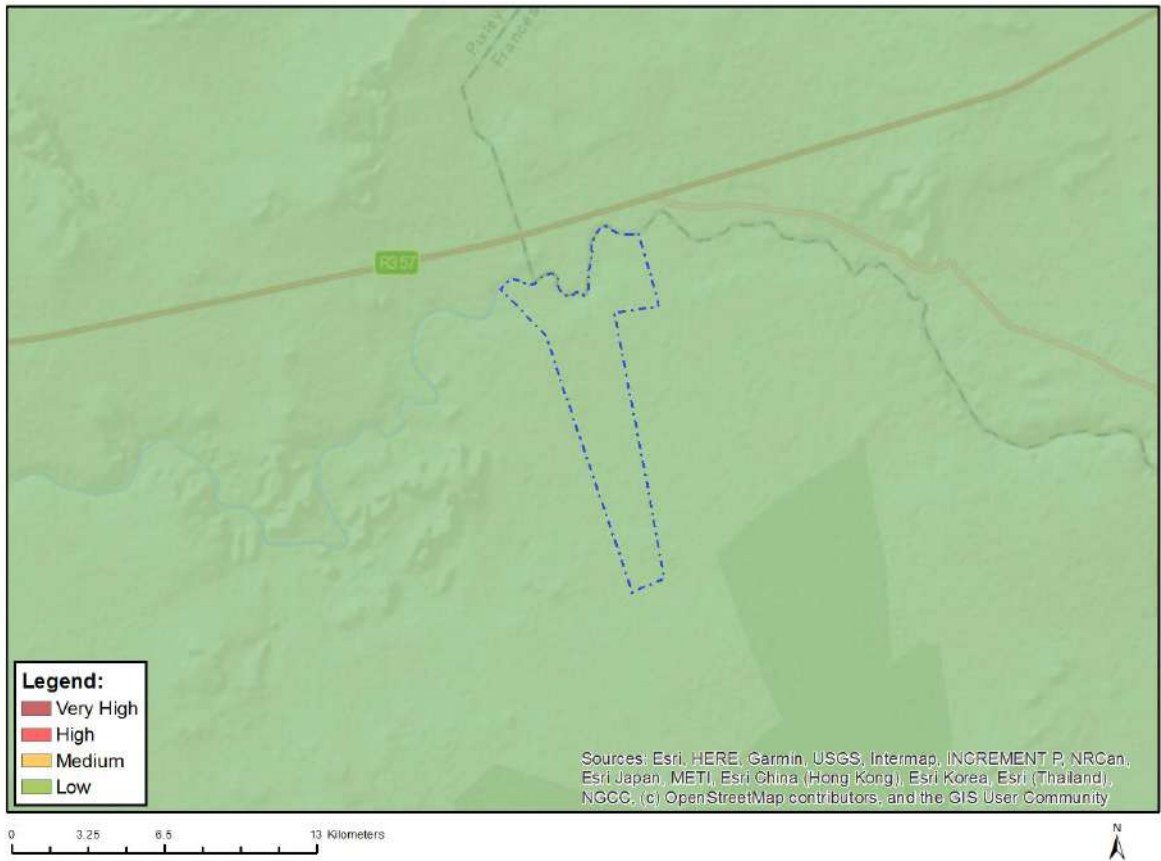 Pixley
Frances
R357
Legend:
Very High
High
Medium
Low
Sources: Esri, HERE, Garmin, USGS, Intermap, INCREMENT P, NRCan,
Esri Japan, METI, Esri China (Hong Kong), Esri Korea, Esri (Thailand),
NGCC, (c) OpenStreetMap contributors, and the GIS User Community
0 3.25 6.5 13 Kilometers
N